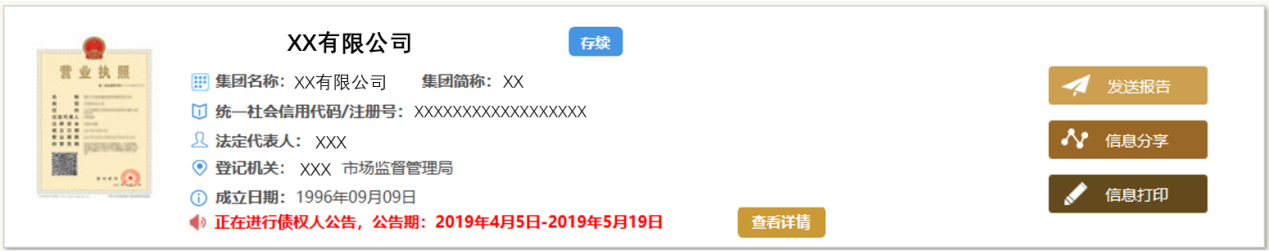 XX有限公司 存续
营业执照
集团名称：XX有限公司 集团简称：XX
发送报告
统一社会信用代码/注册号：XXXXXXXXXXXXXXXXXX
法定代表人：XXX
信息分享
登记机关：XXX 市场监督管理局
成立日期：1996年09月09日
信息打印
正在进行债权人公告，公告期：2019年4月5日-2019年5月19日 查看详情